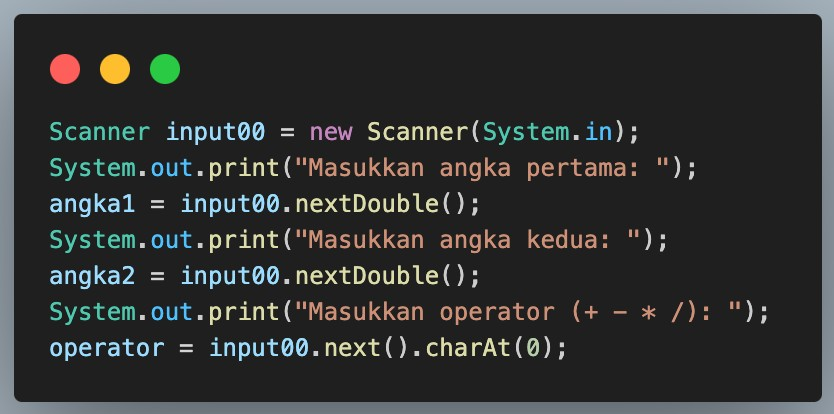 Scanner input00 = new Scanner(System.in);
System.out.print("Masukkan angka pertama: ");
angka1 = input00.nextDouble();
System.out.print("Masukkan angka kedua: ");
angka2 = input00.nextDouble();
System.out.print("Masukkan operator (+ - * /): ");
operator = input00.next().charAt(0);